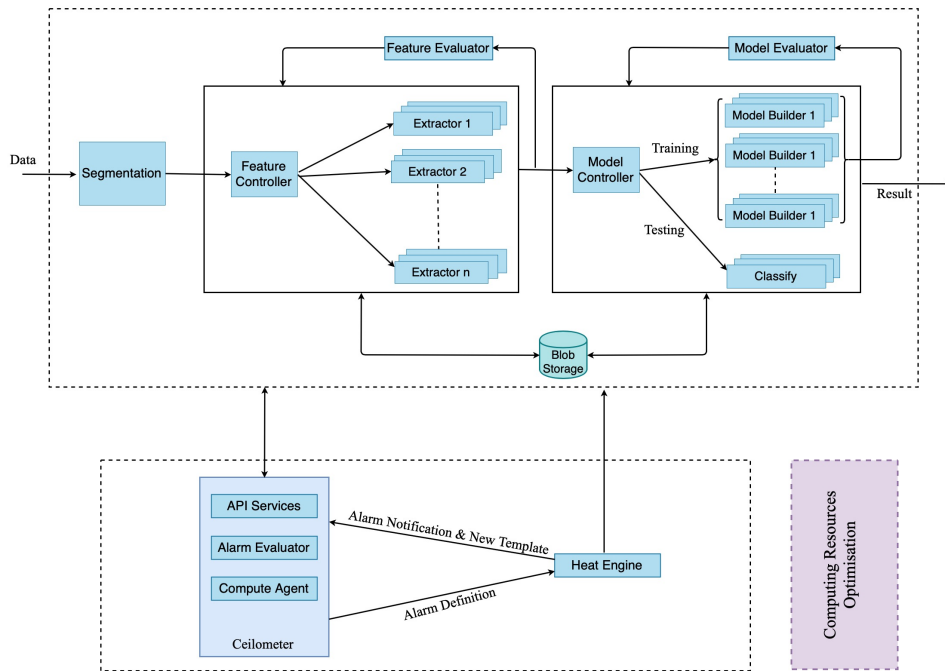 Feature Evaluator
Model Evaluator
Data
Segmentation
Feature
Controller
Extractor 1
Extractor 2
Extractor n
Model
Controller
Training
Testing
Model Builder 1
Model Builder 1
Model Builder 1
Classify
Result
Blob
Storage
API Services
Alarm Evaluator
Compute Agent
Ceilometer
Alarm Notification & New Template
Alarm Definition
Heat Engine
Computing Resources
Optimisation